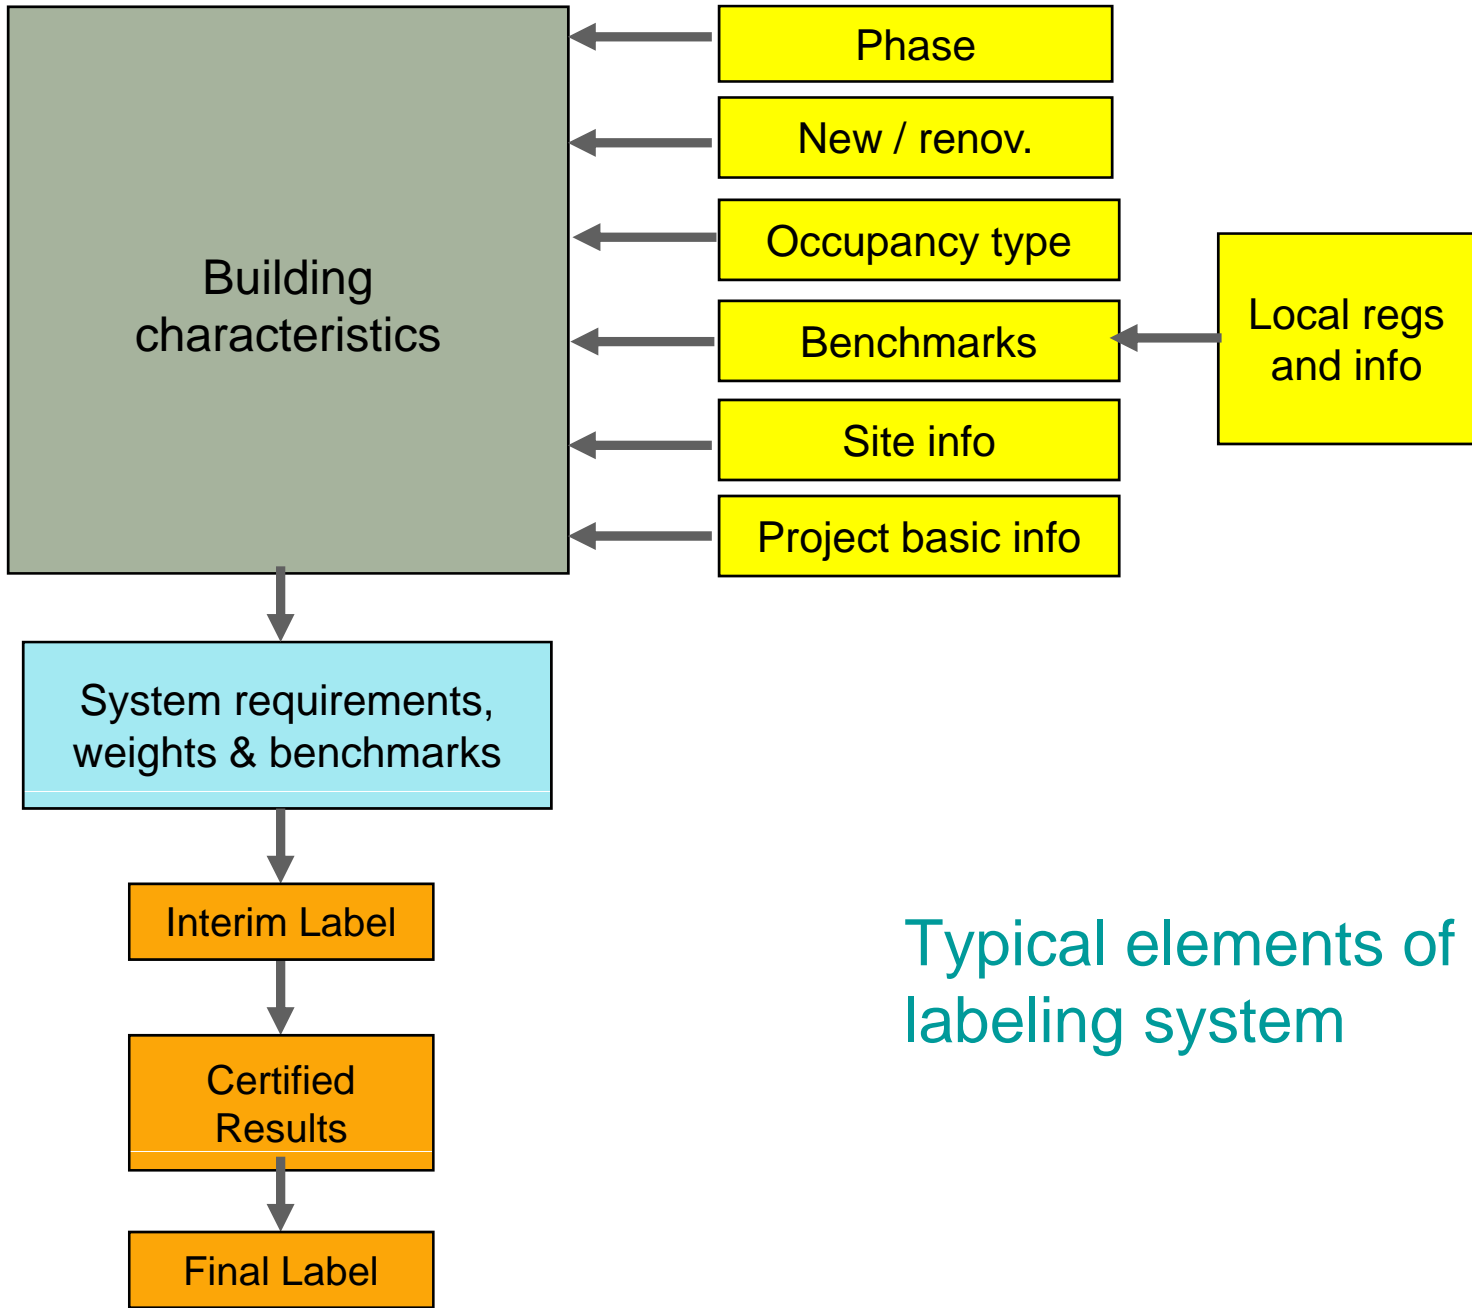 Phase
New / renov.
Occupancy type
Building
characteristics
Benchmarks
Local regs
and info
Site info
Project basic info
System requirements,
weights & benchmarks
Interim Label
Typical elements of
labeling system
Certified
Results
Final Label